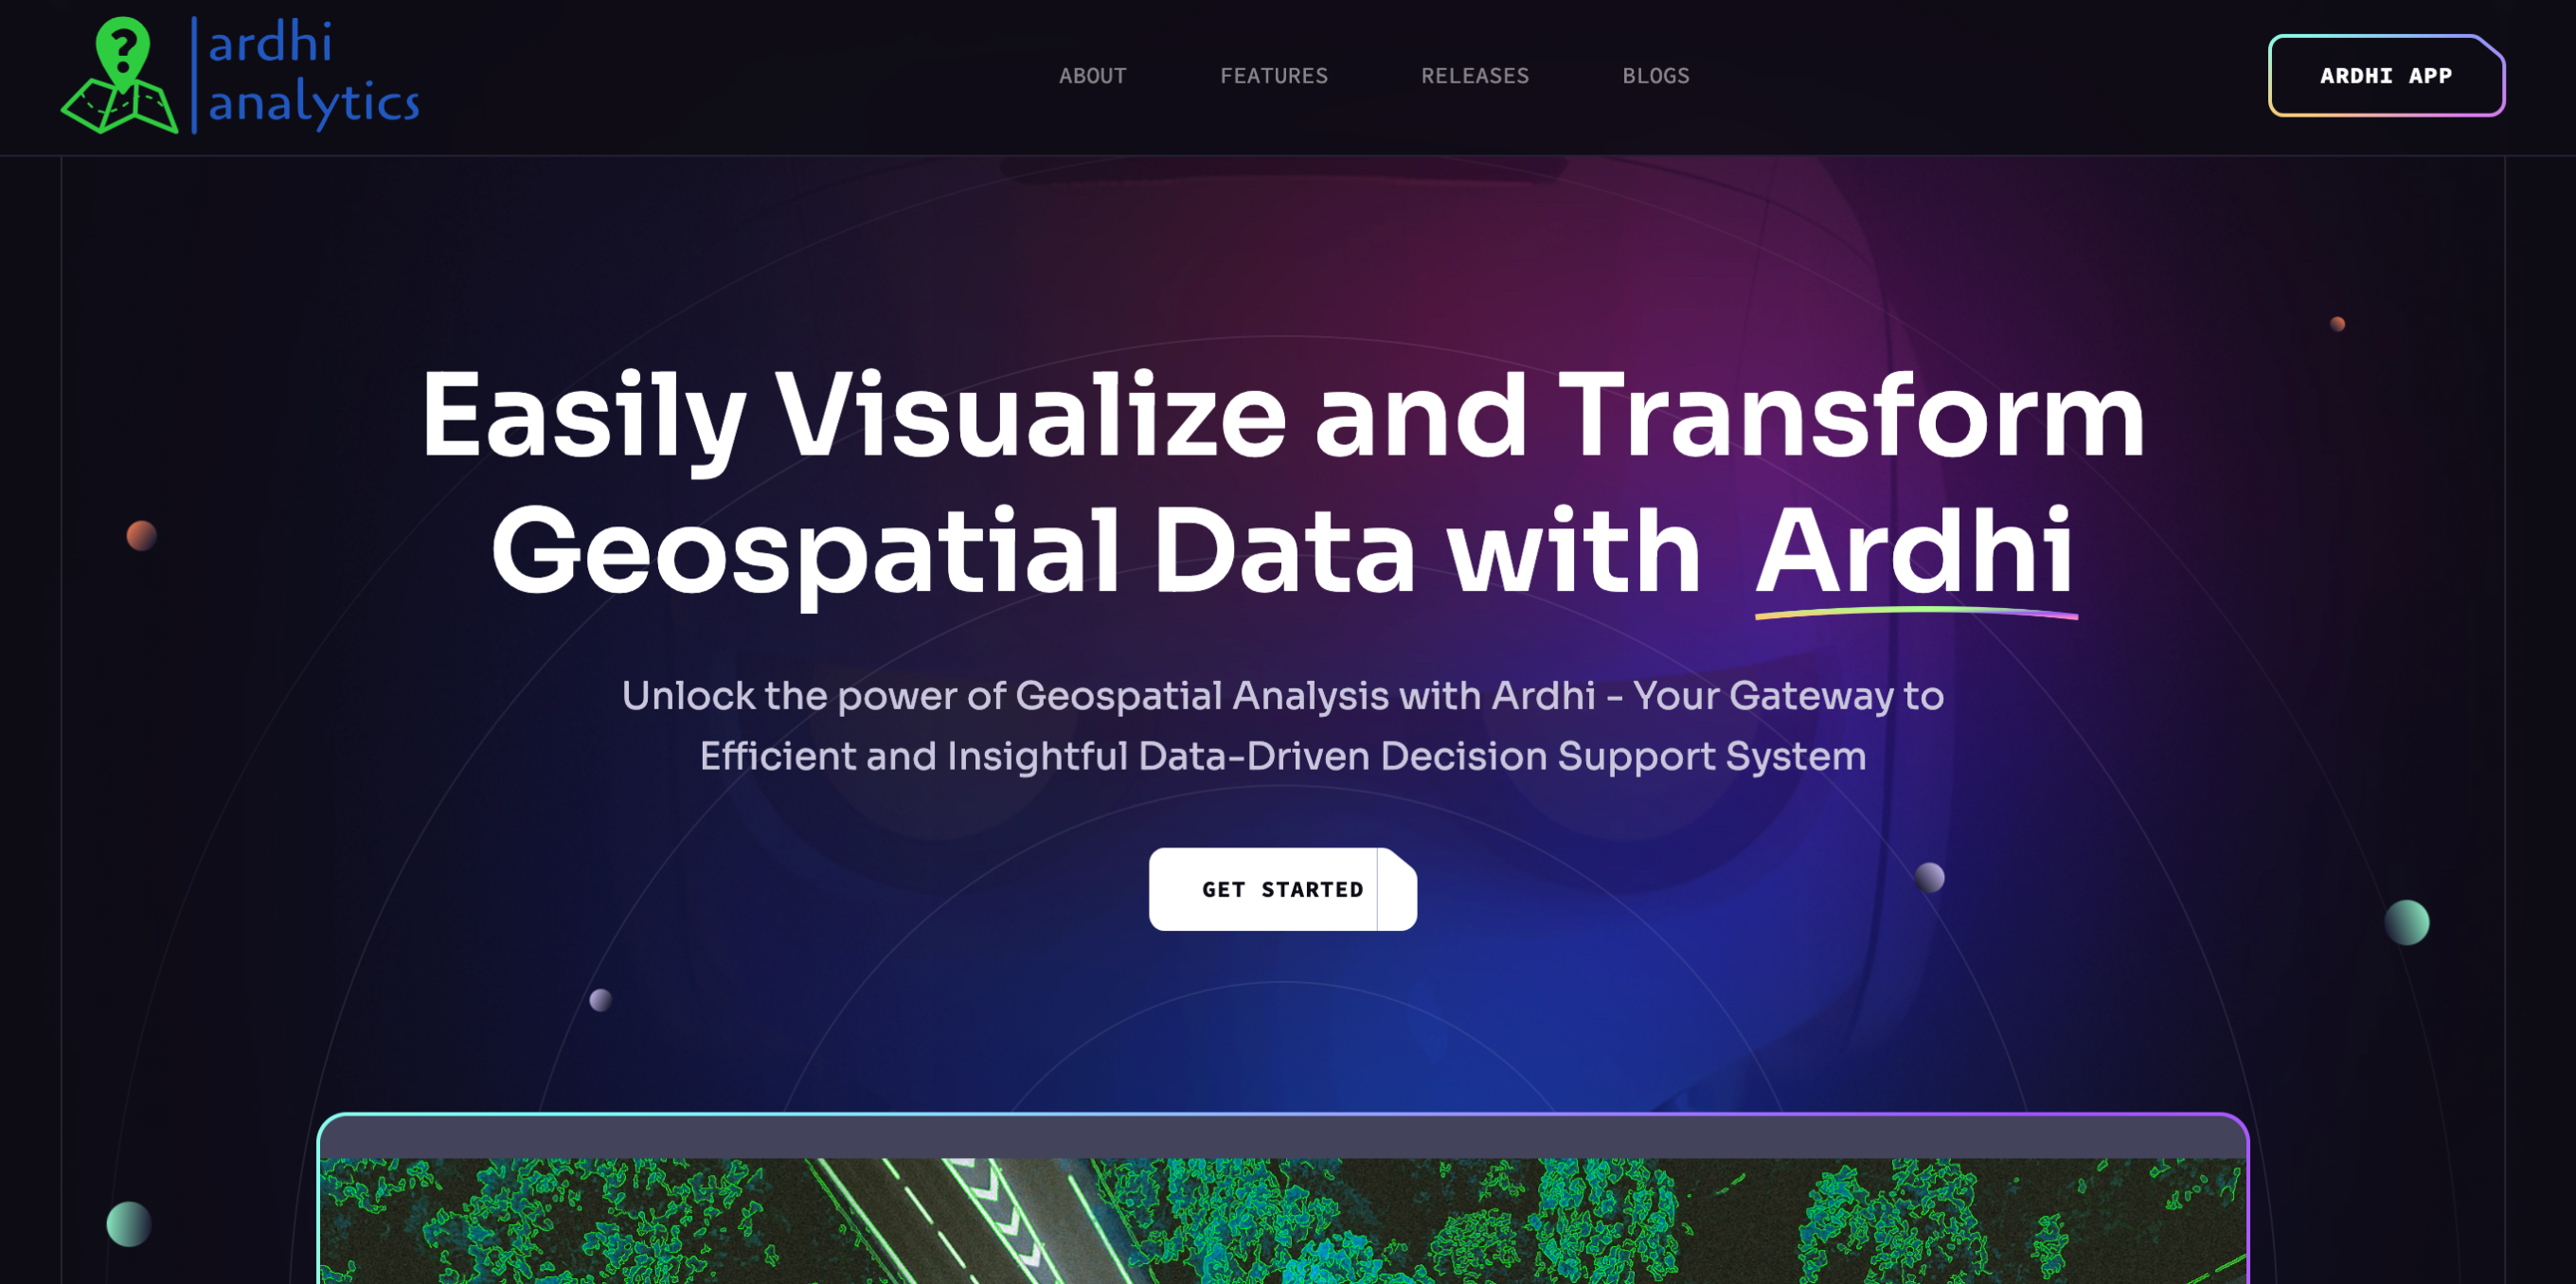 ?
ardhi
analytics
ABOUT
FEATURES
RELEASES
BLOGS
ARDHI APP
Easily Visualize and Transform
Geospatial Data with Ardhi
Unlock the power of Geospatial Analysis with Ardhi - Your Gateway to
Efficient and Insightful Data-Driven Decision Support System
GET STARTED